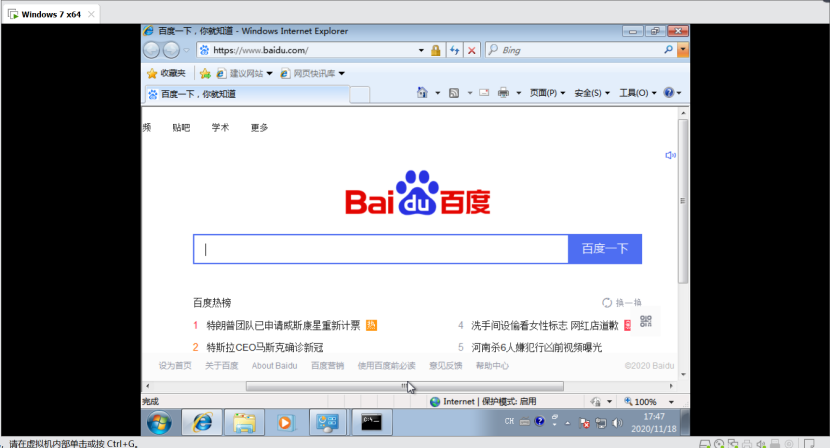 Windows 7 x64
百度一下，你就知道 - Windows Internet Explorer
https://www.baidu.com/
Bing
收藏夹 建议网站 网页快讯库
百度一下，你就知道 页面(P) 安全(S) 工具(O)
频 贴吧 学术 更多
Bai du 百度
百度一下
百度热榜 换一换
1 特朗普团队已申请威斯康星重新计票 热
4 洗手间设偷看女性标志 网红店道歉
2 特斯拉CEO马斯克确诊新冠
5 河南杀6人嫌犯行凶前视频曝光
设为首页 关于百度 About Baidu 百度营销 使用百度前必读 意见反馈 帮助中心 ©2020 Baidu
完成 Internet | 保护模式: 启用 100%
CH 17:47
2020/11/18
请在虚拟机内部单击或按 Ctrl+G。